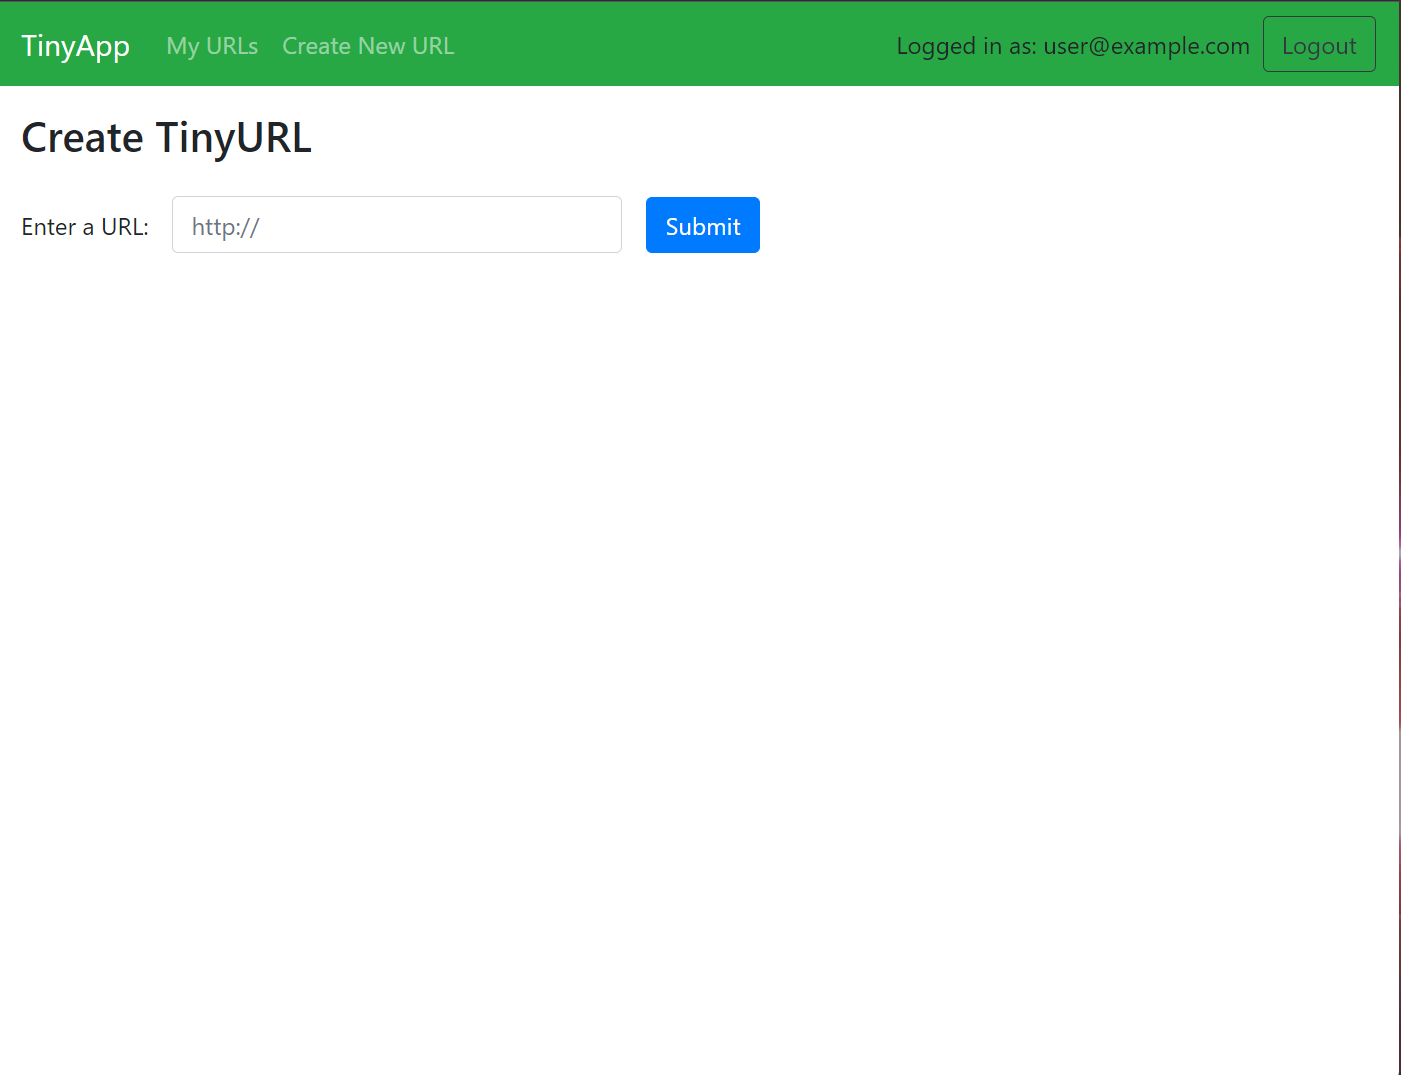 TinyApp My URLs Create New URL Logged in as: user@example.com Logout
Create TinyURL
Enter a URL: http:// Submit